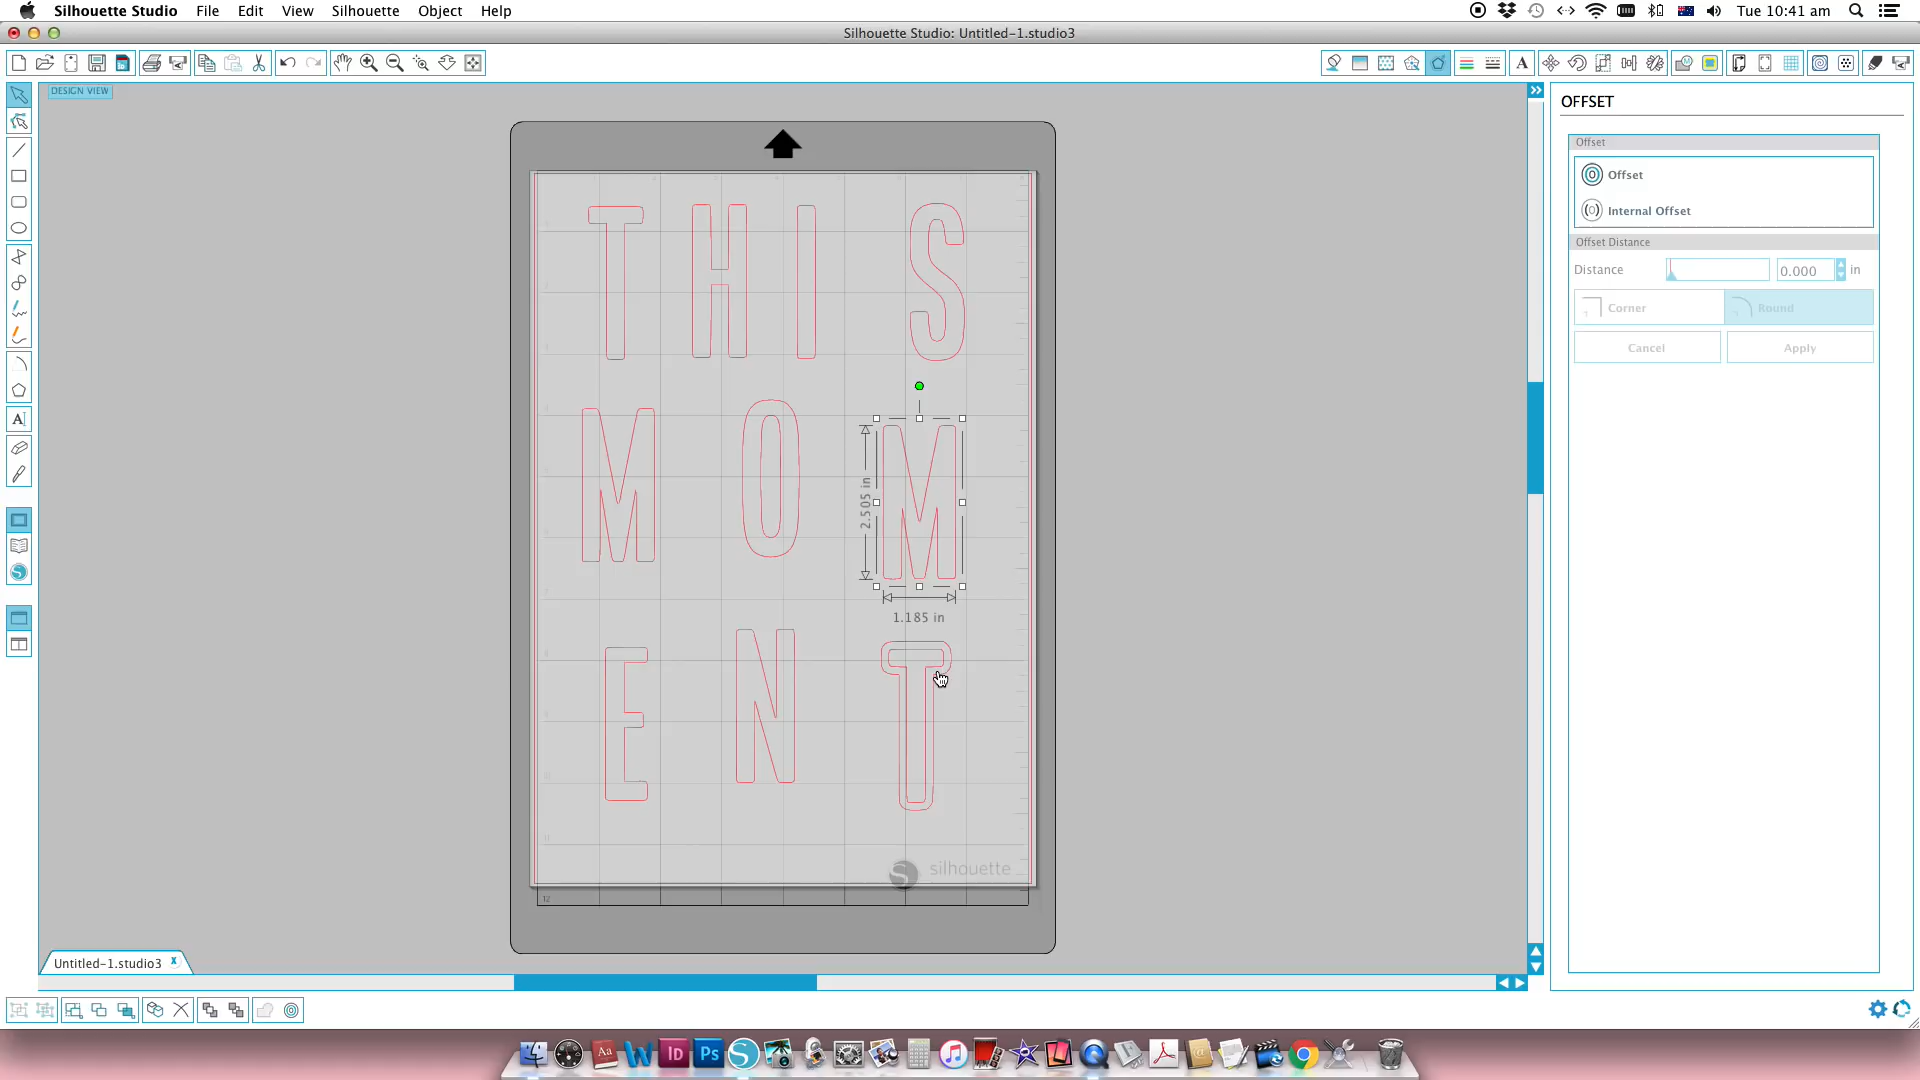 Silhouette Studio File Edit View Silhouette Object Help Tue 10:41 am
Silhouette Studio: Untitled-1.studio3
DESIGN VIEW
OFFSET
Offset
Offset
Internal Offset
Offset Distance
Distance 0.000 in
Corner Round
Cancel Apply
T H I S
M O M
2.505 in
1.185 in
E N T
silhouette
12
Untitled-1.studio3 x